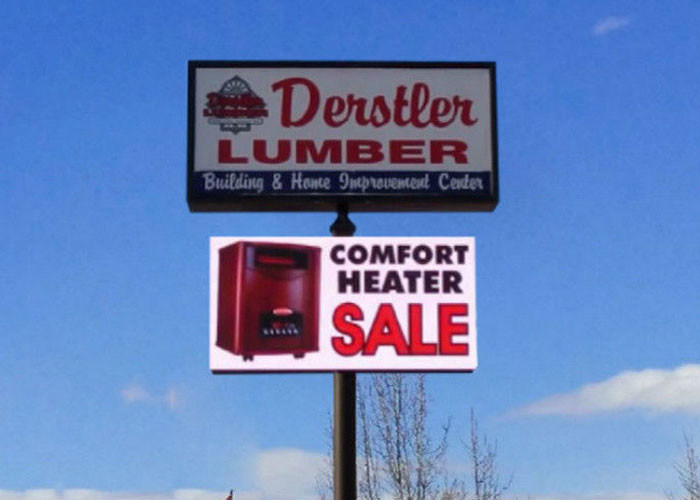 Derstler
LUMBER
Building & Home Improvement Center
COMFORT
HEATER
SALE